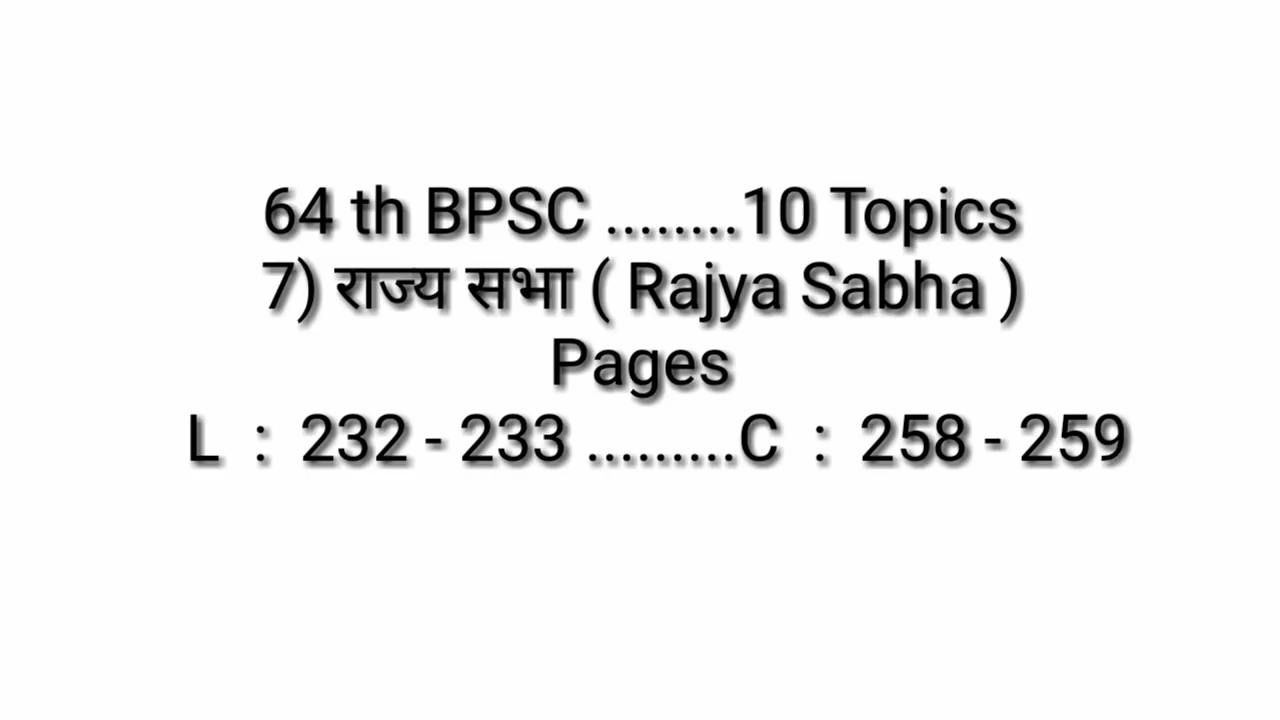 64 th BPSC ........10 Topics
7) राज्य सभा ( Rajya Sabha )
Pages
L : 232 - 233 .........C : 258 - 259